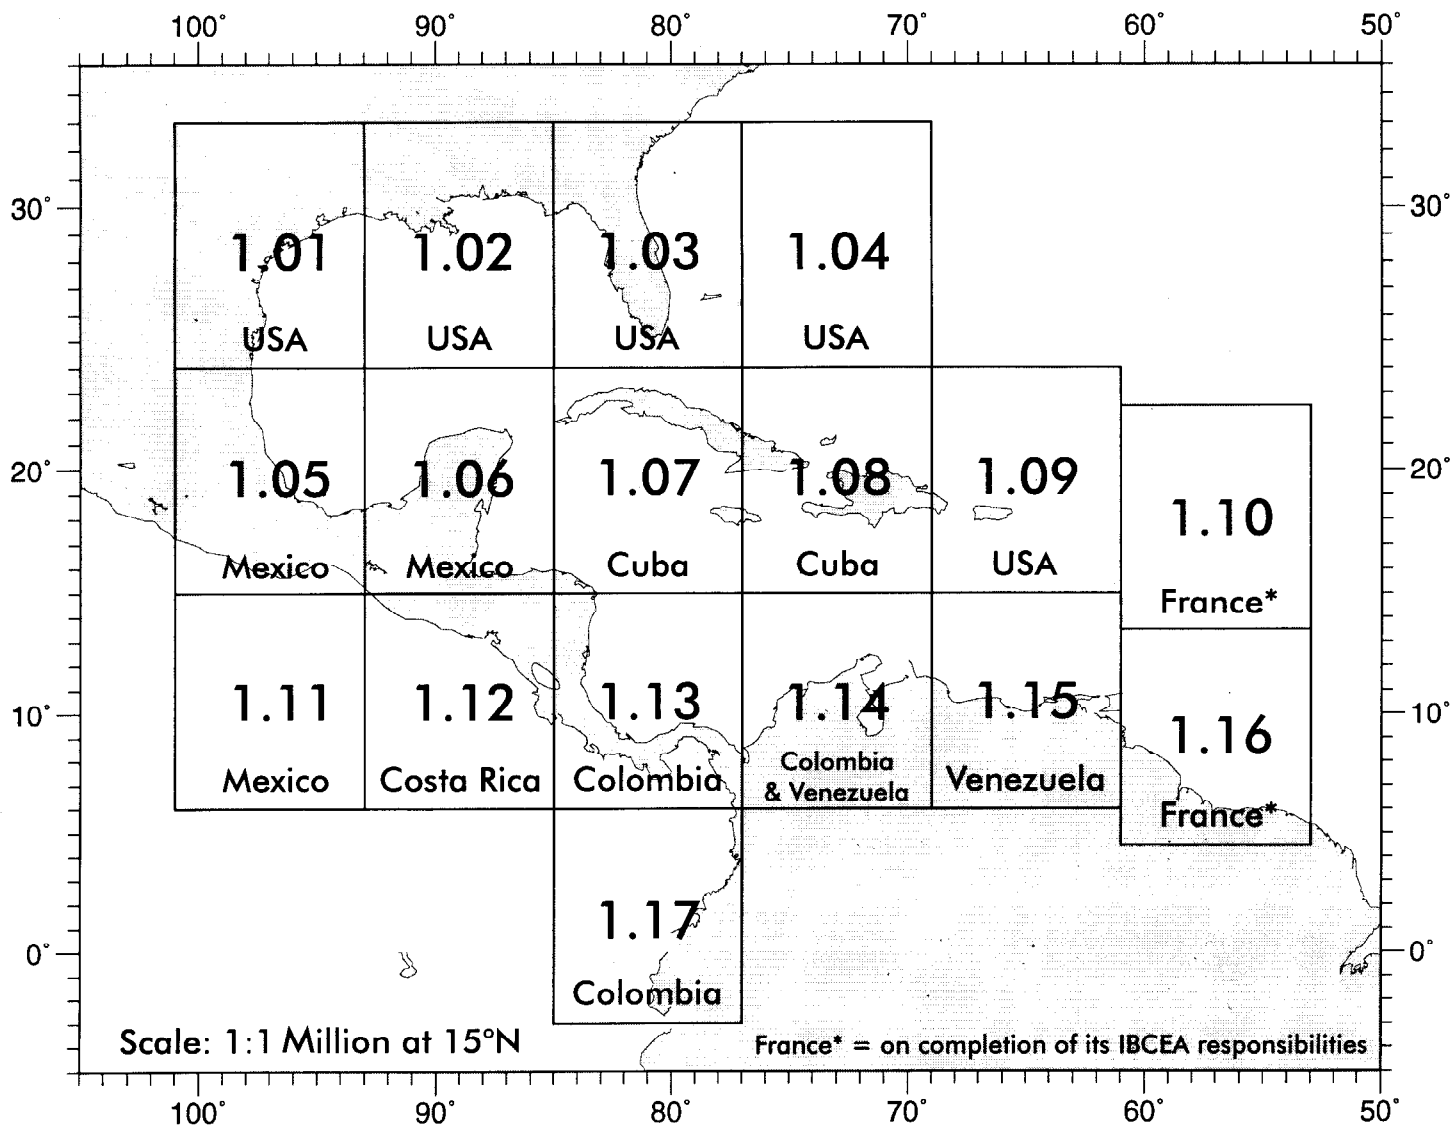 100° 90° 80° 70° 60° 50°
30° 30°
1.01 1.02 1.03 1.04
USA USA USA USA
20° 20°
1.05 1.06 1.07 1.08 1.09
1.10
Mexico Mexico Cuba Cuba USA
France*
1.11 1.12 1.13 1.14 1.15
10° 10°
1.16
Mexico Costa Rica Colombia Colombia & Venezuela Venezuela
France*
1.17
0° 0°
Colombia
Scale: 1:1 Million at 15°N
France* = on completion of its IBCEA responsibilities
100° 90° 80° 70° 60° 50°